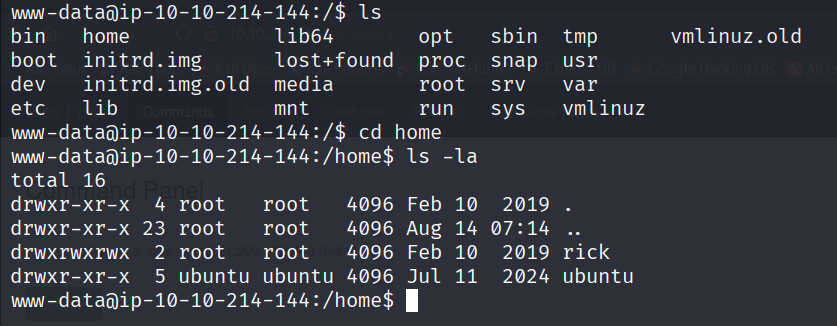 www-data@ip-10-10-214-144:/$ ls
bin   home            lib64       opt   sbin  tmp      vmlinuz.old
boot  initrd.img      lost+found  proc  snap  usr
dev   initrd.img.old  media       root  srv   var
etc   lib             mnt         run   sys   vmlinuz
www-data@ip-10-10-214-144:/$ cd home
www-data@ip-10-10-214-144:/home$ ls -la
total 16
drwxr-xr-x  4 root   root   4096 Feb 10  2019 .
drwxr-xr-x 23 root   root   4096 Aug 14 07:14 ..
drwxrwxrwx  2 root   root   4096 Feb 10  2019 rick
drwxr-xr-x  5 ubuntu ubuntu 4096 Jul 11  2024 ubuntu
www-data@ip-10-10-214-144:/home$